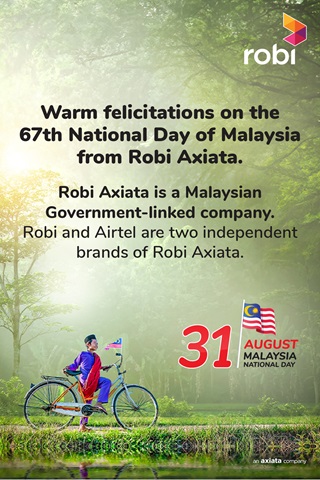 robi
Warm felicitations on the
67th National Day of Malaysia
from Robi Axiata.
Robi Axiata is a Malaysian
Government-linked company.
Robi and Airtel are two independent
brands of Robi Axiata.
31 AUGUST
MALAYSIA
NATIONAL DAY
an axiata company